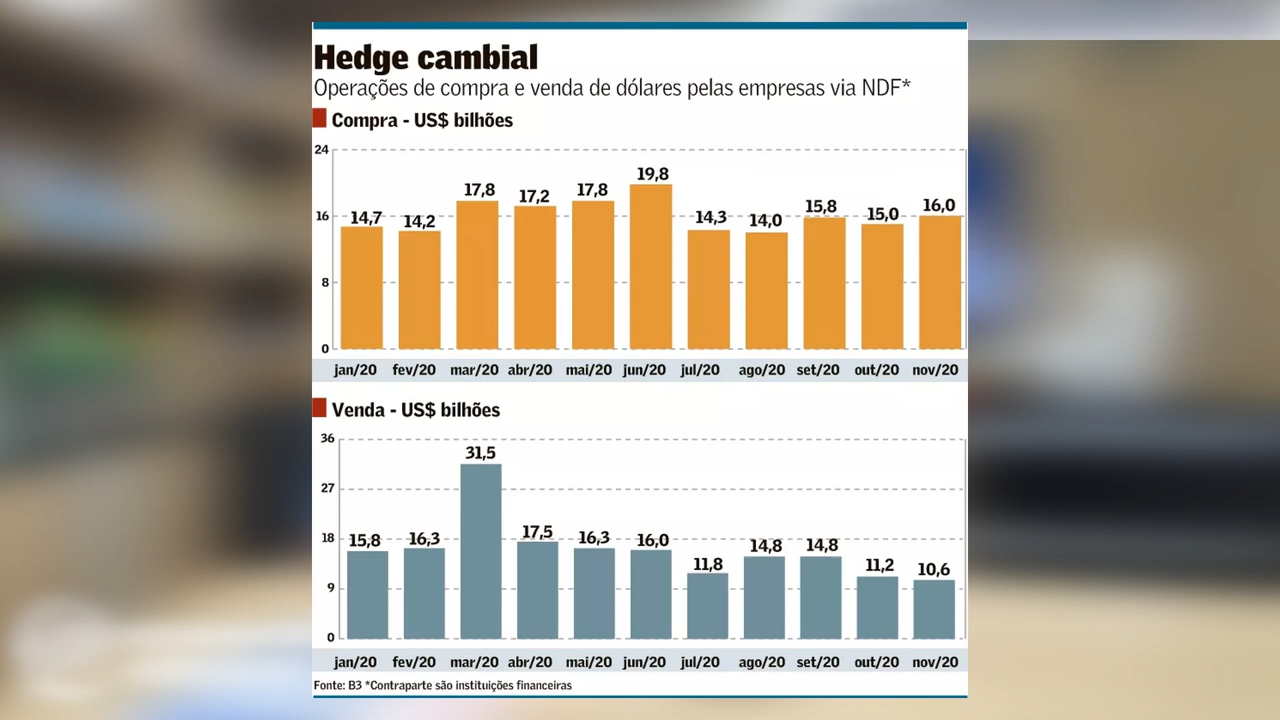 Hedge cambial
Operações de compra e venda de dólares pelas empresas via NDF*
Compra - US$ bilhões
24
16
8
0
14,7 14,2 17,8 17,2 17,8 19,8 14,3 14,0 15,8 15,0 16,0
jan/20 fev/20 mar/20 abr/20 mai/20 jun/20 jul/20 ago/20 set/20 out/20 nov/20
Venda - US$ bilhões
36
27
18
9
0
15,8 16,3 31,5 17,5 16,3 16,0 11,8 14,8 14,8 11,2 10,6
jan/20 fev/20 mar/20 abr/20 mai/20 jun/20 jul/20 ago/20 set/20 out/20 nov/20
Fonte: B3 *Contraparte são instituições financeiras